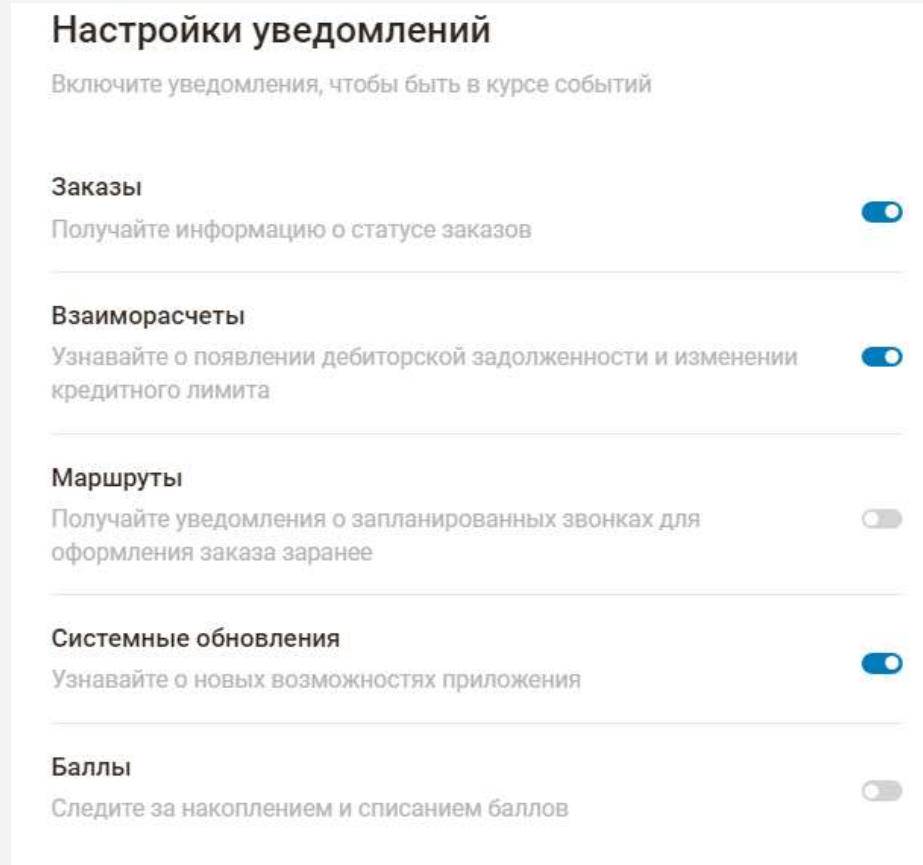 Настройки уведомлений
Включите уведомления, чтобы быть в курсе событий
Заказы
Получайте информацию о статусе заказов
Взаиморасчеты
Узнавайте о появлении дебиторской задолженности и изменении
кредитного лимита
Маршруты
Получайте уведомления о запланированных звонках для
оформления заказа заранее
Системные обновления
Узнавайте о новых возможностях приложения
Баллы
Следите за накоплением и списанием баллов